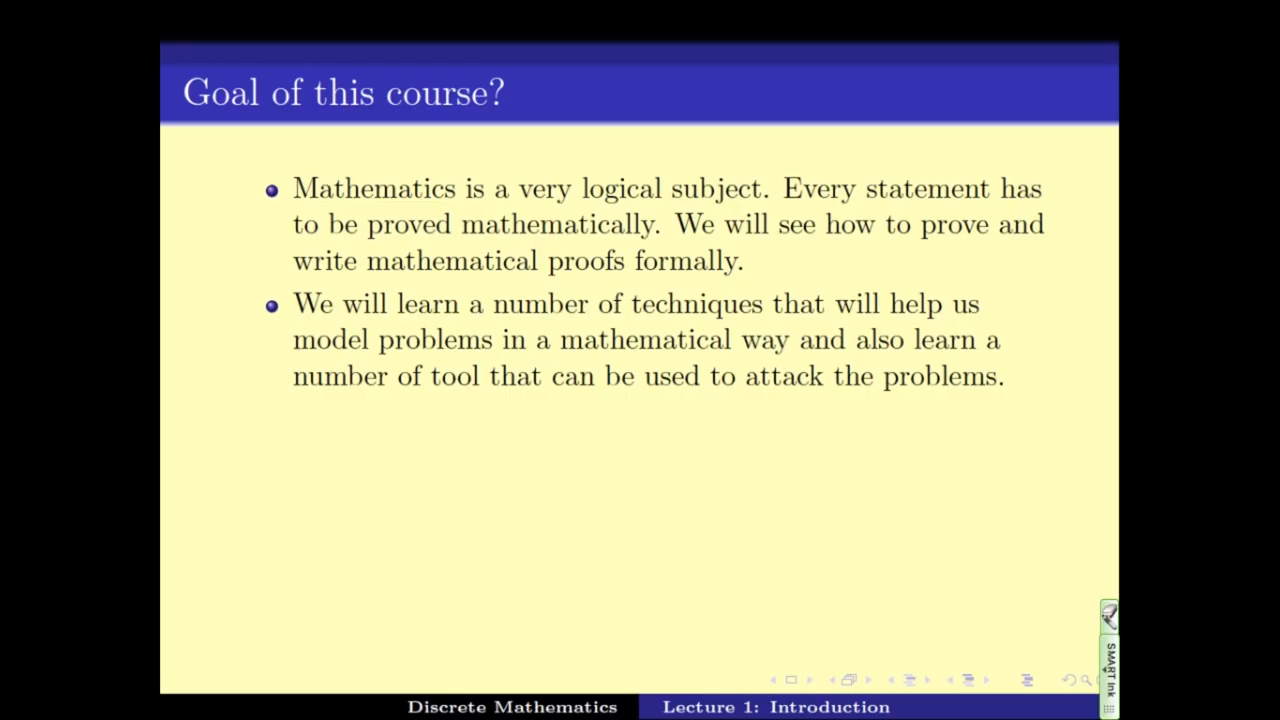 Goal of this course?
Mathematics is a very logical subject. Every statement has
to be proved mathematically. We will see how to prove and
write mathematical proofs formally.
We will learn a number of techniques that will help us
model problems in a mathematical way and also learn a
number of tool that can be used to attack the problems.
SMART Ink
Discrete Mathematics
Lecture 1: Introduction